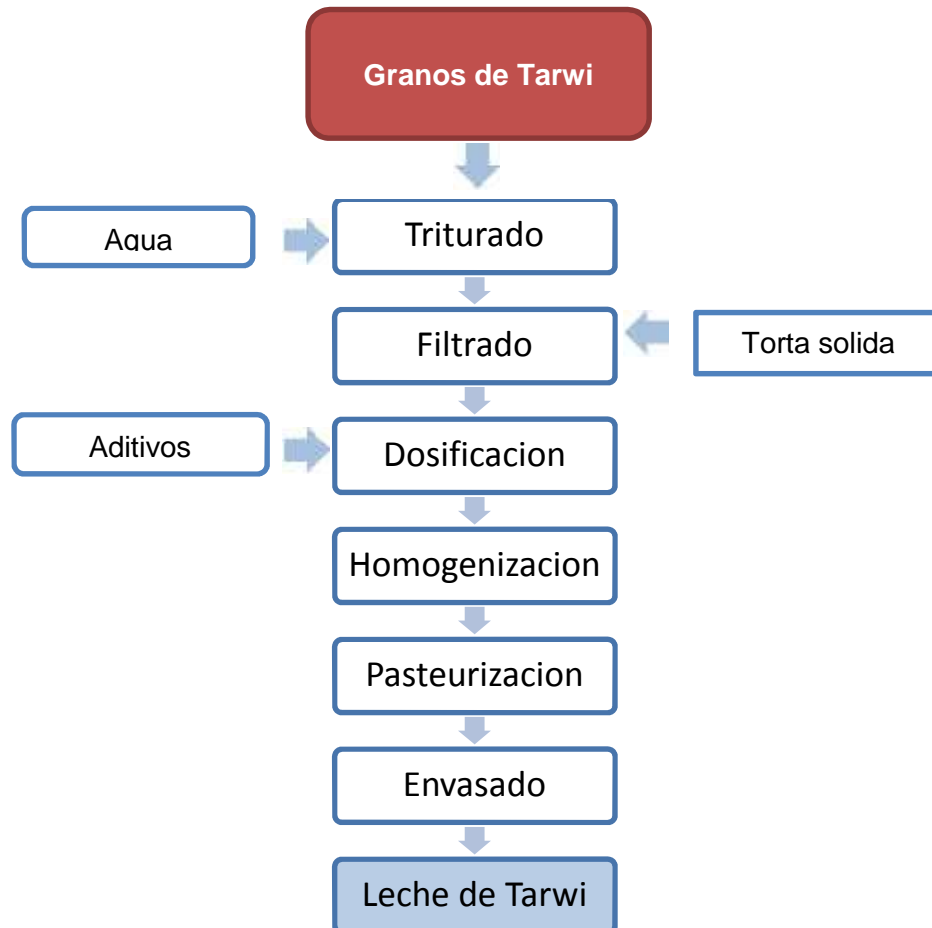 Granos de Tarwi
Agua
Triturado
Filtrado
Torta solida
Aditivos
Dosificacion
Homogenizacion
Pasteurizacion
Envasado
Leche de Tarwi